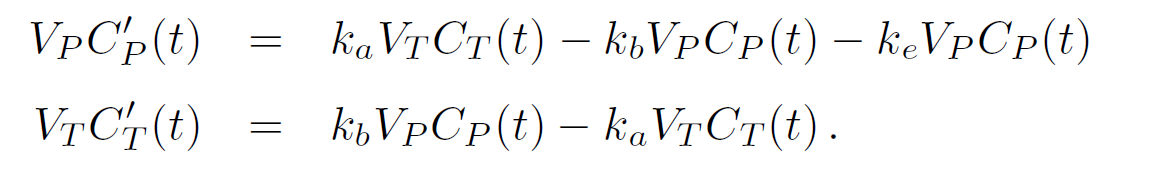 V_P C′_P(t) = k_a V_T C_T(t) − k_b V_P C_P(t) − k_e V_P C_P(t)
V_T C′_T(t) = k_b V_P C_P(t) − k_a V_T C_T(t) .